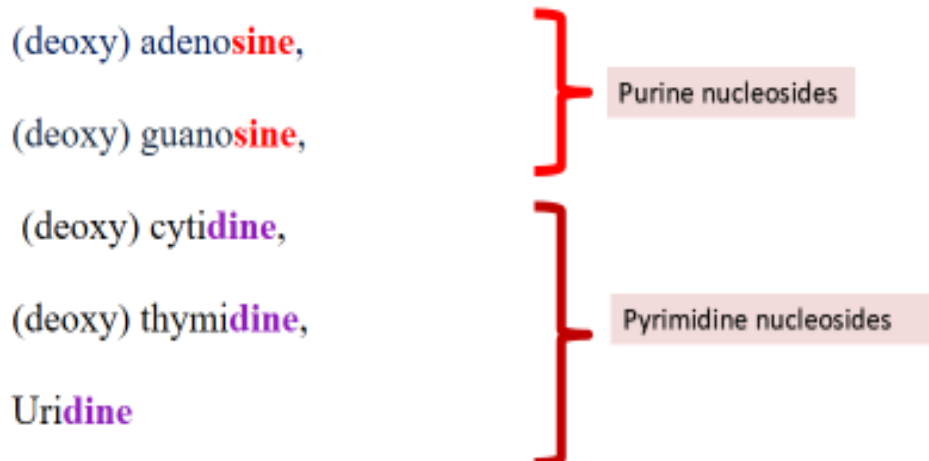 (deoxy) adenosine,
Purine nucleosides
(deoxy) guanosine,
(deoxy) cytidine,
(deoxy) thymidine,
Pyrimidine nucleosides
Uridine